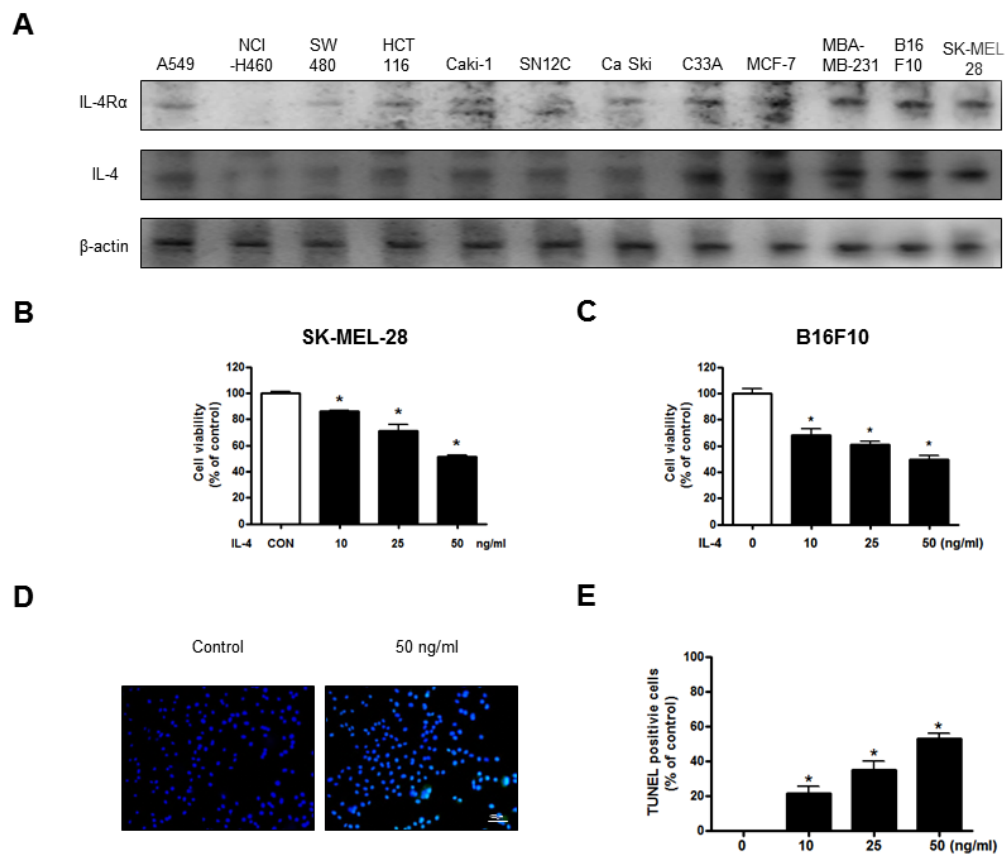 A
A549 NCI -H460 SW 480 HCT 116 Caki-1 SN12C Ca Ski C33A MCF-7 MBA- MB-231 B16 F10 SK-MEL 28
IL-4Rα
IL-4
β-actin
B
SK-MEL-28
Cell viability
(% of control)
120
100
80
60
40
20
0
* * *
IL-4 CON 10 25 50 ng/ml
C
B16F10
Cell viability
(% of control)
120
100
80
60
40
20
0
* * *
IL-4 0 10 25 50 (ng/ml)
D
Control 50 ng/ml
E
TUNEL positivie cells
(% of control)
100
80
60
40
20
0
* * *
0 10 25 50 (ng/ml)